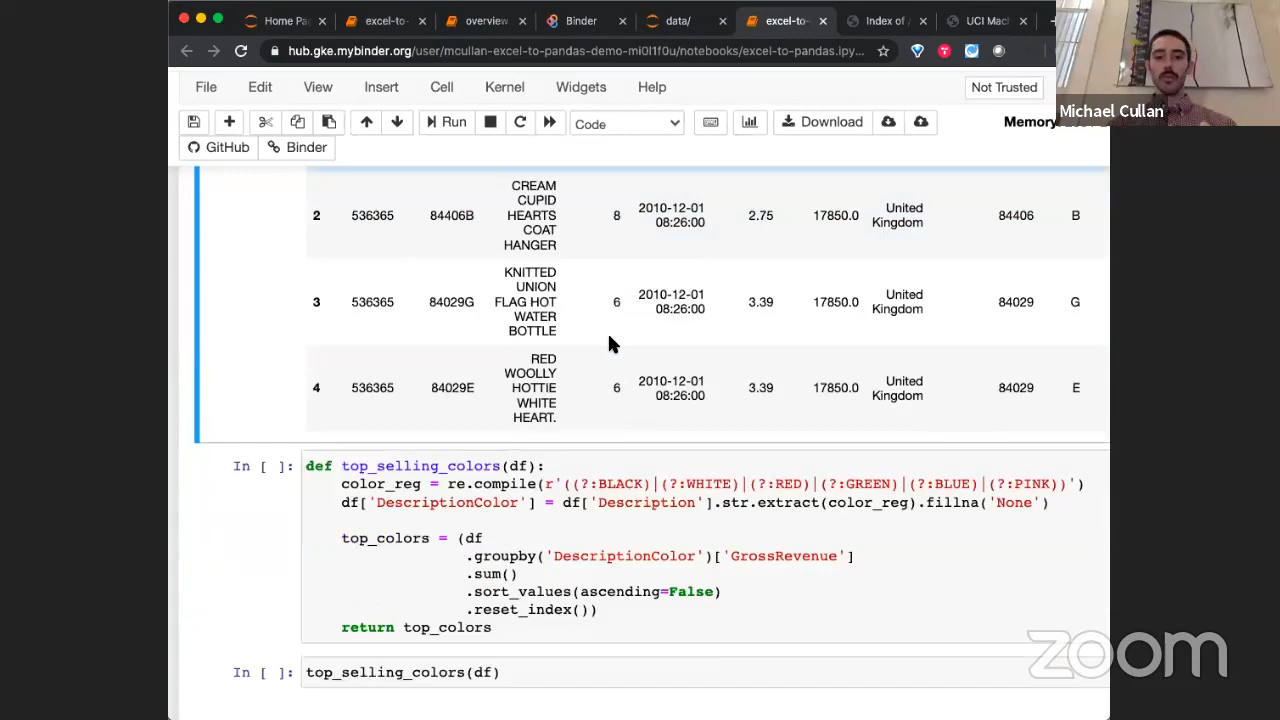 Home Pa
excel-to-
overview
Binder
data/
excel-to-
Index of
UCI Macl
hub.gke.mybinder.org/user/mcullan-excel-to-pandas-demo-mi0l1f0u/notebooks/excel-to-pandas.ipy...
File Edit View Insert Cell Kernel Widgets Help
Not Trusted
Michael Cullan
Run
Code
Download
Memory
GitHub
Binder
2 536365 84406B CREAM CUPID HEARTS COAT HANGER 8 2010-12-01 08:26:00 2.75 17850.0 United Kingdom 84406 B
3 536365 84029G KNITTED UNION FLAG HOT WATER BOTTLE 6 2010-12-01 08:26:00 3.39 17850.0 United Kingdom 84029 G
4 536365 84029E RED WOOLLY HOTTIE WHITE HEART. 6 2010-12-01 08:26:00 3.39 17850.0 United Kingdom 84029 E
In [ ]: def top_selling_colors(df):
color_reg = re.compile(r'((?:BLACK)|(?:WHITE)|(?:RED)|(?:GREEN)|(?:BLUE)|(?:PINK))')
df['DescriptionColor'] = df['Description'].str.extract(color_reg).fillna('None')
top_colors = (df
.groupby('DescriptionColor')['GrossRevenue']
.sum()
.sort_values(ascending=False)
.reset_index())
return top_colors
In [ ]: top_selling_colors(df)
zoom